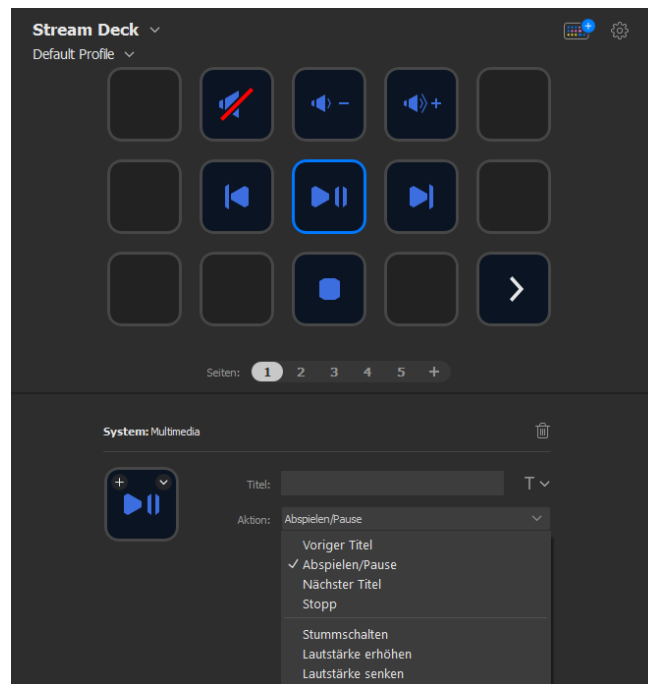 Stream Deck
Default Profile
Seiten: 1 2 3 4 5 +
System: Multimedia
Titel:
T
Aktion: Abspielen/Pause
Voriger Titel
Abspielen/Pause
Nächster Titel
Stopp
Stummschalten
Lautstärke erhöhen
Lautstärke senken